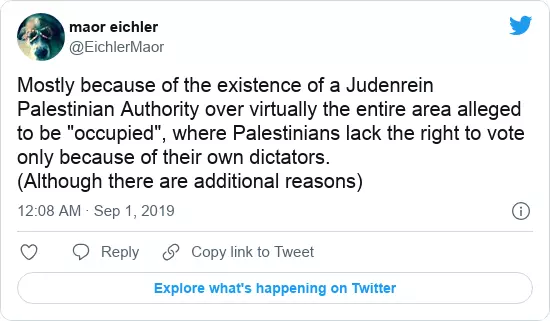 maor eichler
@EichlerMaor
Mostly because of the existence of a Judenrein
Palestinian Authority over virtually the entire area alleged
to be "occupied", where Palestinians lack the right to vote
only because of their own dictators.
(Although there are additional reasons)
12:08 AM · Sep 1, 2019
Reply Copy link to Tweet
Explore what's happening on Twitter